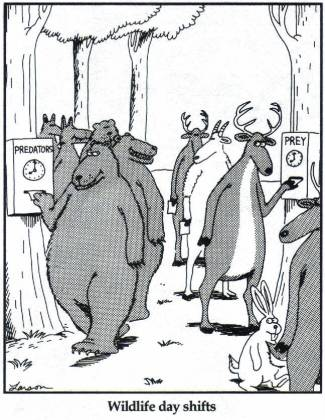 PREDATORS
PREY
Larson
Wildlife day shifts